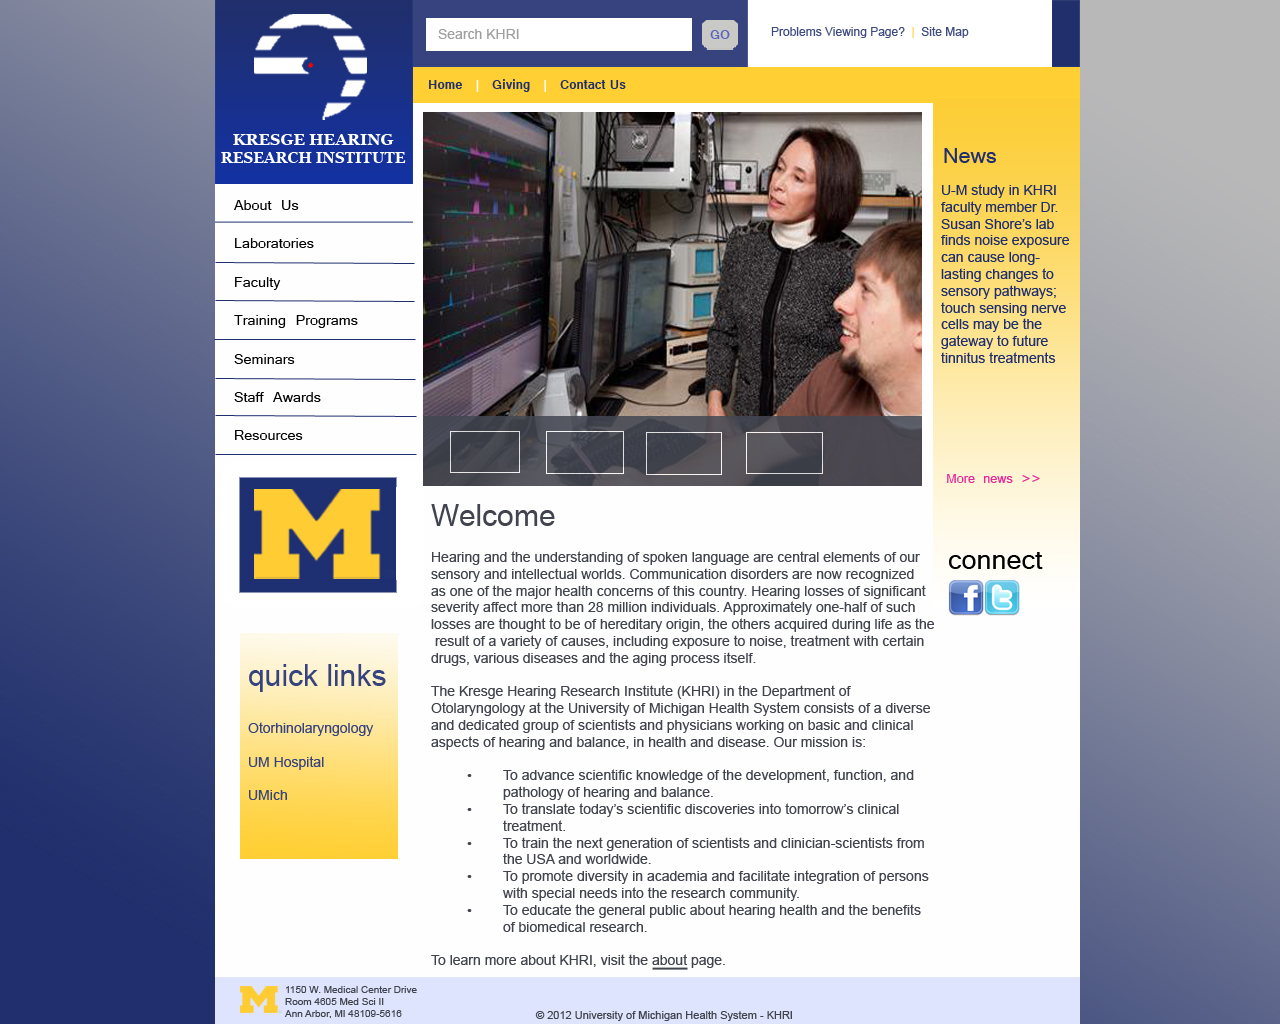 Search KHRI
GO
Problems Viewing Page? | Site Map
KRESGE HEARING
RESEARCH INSTITUTE
Home | Giving | Contact Us
About Us
Laboratories
Faculty
Training Programs
Seminars
Staff Awards
Resources
M
quick links
Otorhinolaryngology
UM Hospital
UMich
Welcome
Hearing and the understanding of spoken language are central elements of our
sensory and intellectual worlds. Communication disorders are now recognized
as one of the major health concerns of this country. Hearing losses of significant
severity affect more than 28 million individuals. Approximately one-half of such
losses are thought to be of hereditary origin, the others acquired during life as the
result of a variety of causes, including exposure to noise, treatment with certain
drugs, various diseases and the aging process itself.
The Kresge Hearing Research Institute (KHRI) in the Department of
Otolaryngology at the University of Michigan Health System consists of a diverse
and dedicated group of scientists and physicians working on basic and clinical
aspects of hearing and balance, in health and disease. Our mission is:
• To advance scientific knowledge of the development, function, and
pathology of hearing and balance.
• To translate today's scientific discoveries into tomorrow's clinical
treatment.
• To train the next generation of scientists and clinician-scientists from
the USA and worldwide.
• To promote diversity in academia and facilitate integration of persons
with special needs into the research community.
• To educate the general public about hearing health and the benefits
of biomedical research.
To learn more about KHRI, visit the about page.
News
U-M study in KHRI
faculty member Dr.
Susan Shore's lab
finds noise exposure
can cause long-
lasting changes to
sensory pathways;
touch sensing nerve
cells may be the
gateway to future
tinnitus treatments
More news >>
connect
f t
M
1150 W. Medical Center Drive
Room 4605 Med Sci II
Ann Arbor, MI 48109-5616
© 2012 University of Michigan Health System - KHRI